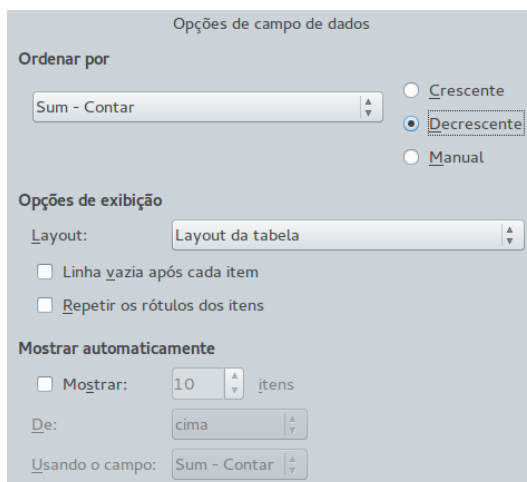 Opções de campo de dados
Ordenar por
Sum - Contar
Crescente
Decrescente
Manual
Opções de exibição
Layout: Layout da tabela
Linha vazia após cada item
Repetir os rótulos dos itens
Mostrar automaticamente
Mostrar: 10 itens
De: cima
Usando o campo: Sum - Contar